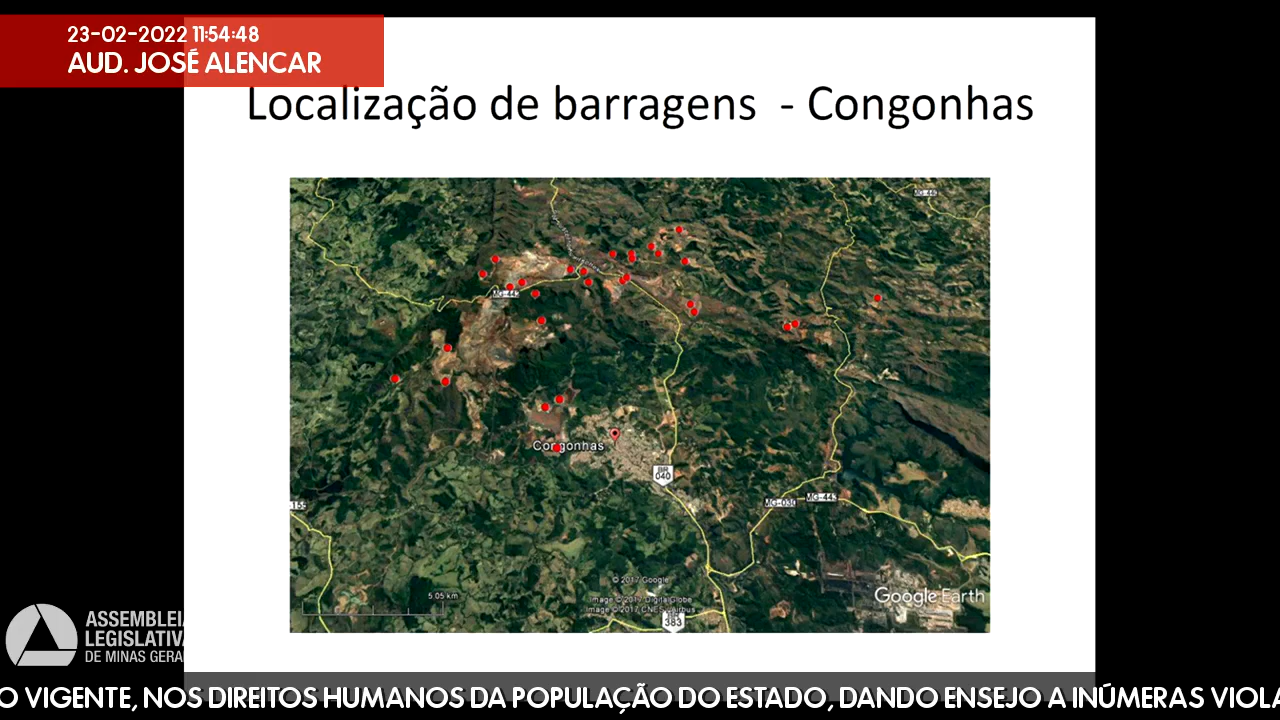 23-02-2022 11:54:48
AUD. JOSÉ ALENCAR
Localização de barragens - Congonhas
MG-443
Congonhas
BR
040
MG-030
MG-443
155
5.05 km
© 2017 Google
Image © 2017 DigitalGlobe
Image © 2017 CNES / Airbus
Google Earth
383
ASSEMBLEIA
LEGISLATIVA
DE MINAS GERAI
O VIGENTE, NOS DIREITOS HUMANOS DA POPULAÇÃO DO ESTADO, DANDO ENSEJO A INÚMERAS VIOLA